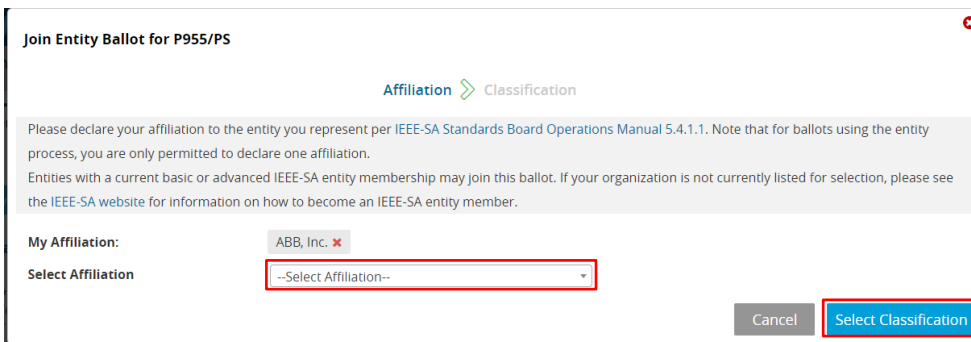 Join Entity Ballot for P955/PS
Affiliation Classification
Please declare your affiliation to the entity you represent per IEEE-SA Standards Board Operations Manual 5.4.1.1. Note that for ballots using the entity
process, you are only permitted to declare one affiliation.
Entities with a current basic or advanced IEEE-SA entity membership may join this ballot. If your organization is not currently listed for selection, please see
the IEEE-SA website for information on how to become an IEEE-SA entity member.
My Affiliation: ABB, Inc.
Select Affiliation --Select Affiliation--
Cancel Select Classification